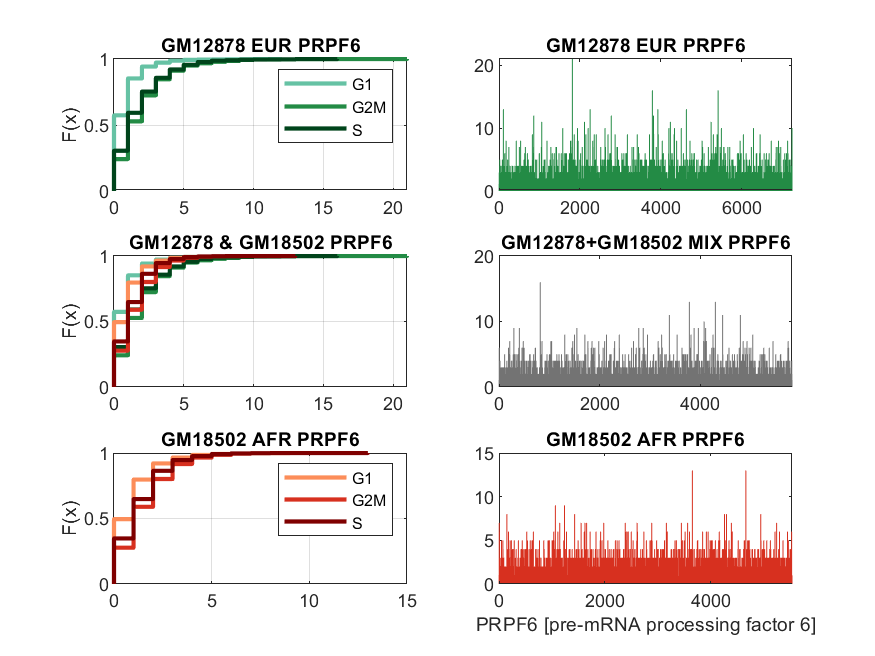 GM12878 EUR PRPF6
F(x)
1
0.5
0
0 5 10 15 20
G1
G2M
S
GM12878 EUR PRPF6
20
10
0
2000 4000 6000
GM12878 & GM18502 PRPF6
F(x)
1
0.5
0
0 5 10 15 20
GM12878+GM18502 MIX PRPF6
20
10
0
0 2000 4000
GM18502 AFR PRPF6
F(x)
1
0.5
0
0 5 10 15
G1
G2M
S
GM18502 AFR PRPF6
15
10
5
0
0 2000 4000
PRPF6 [pre-mRNA processing factor 6]